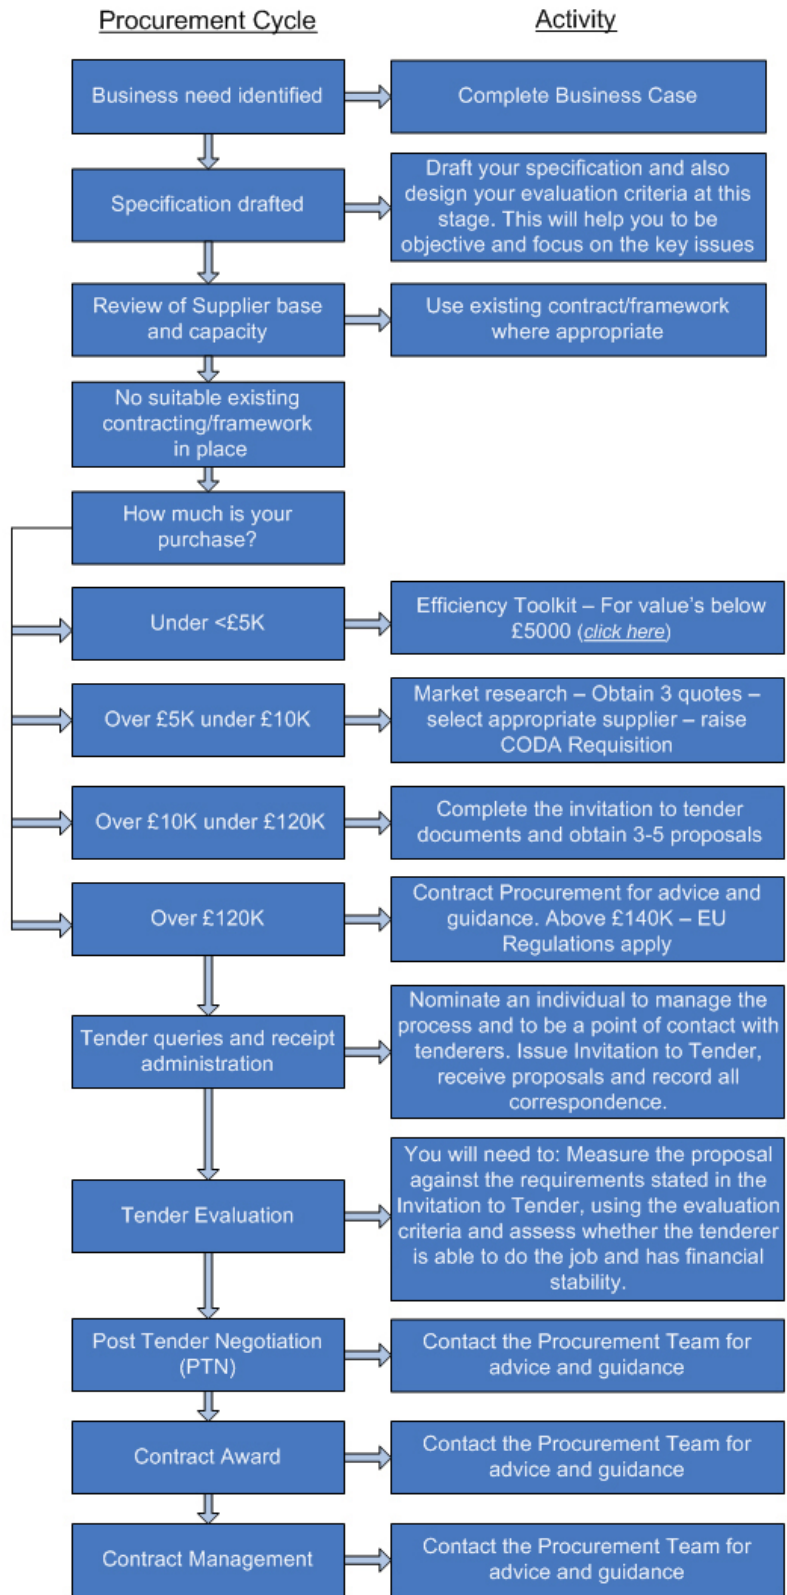 Procurement Cycle
Activity
Business need identified
Complete Business Case
Specification drafted
Draft your specification and also
design your evaluation criteria at this
stage. This will help you to be
objective and focus on the key issues
Review of Supplier base
and capacity
Use existing contract/framework
where appropriate
No suitable existing
contracting/framework
in place
How much is your
purchase?
Under <£5K
Efficiency Toolkit – For value's below
£5000 (click here)
Over £5K under £10K
Market research – Obtain 3 quotes –
select appropriate supplier – raise
CODA Requisition
Over £10K under £120K
Complete the invitation to tender
documents and obtain 3-5 proposals
Over £120K
Contract Procurement for advice and
guidance. Above £140K – EU
Regulations apply
Tender queries and receipt
administration
Nominate an individual to manage the
process and to be a point of contact with
tenderers. Issue Invitation to Tender,
receive proposals and record all
correspondence.
Tender Evaluation
You will need to: Measure the proposal
against the requirements stated in the
Invitation to Tender, using the evaluation
criteria and assess whether the tenderer
is able to do the job and has financial
stability.
Post Tender Negotiation
(PTN)
Contact the Procurement Team for
advice and guidance
Contract Award
Contact the Procurement Team for
advice and guidance
Contract Management
Contact the Procurement Team for
advice and guidance